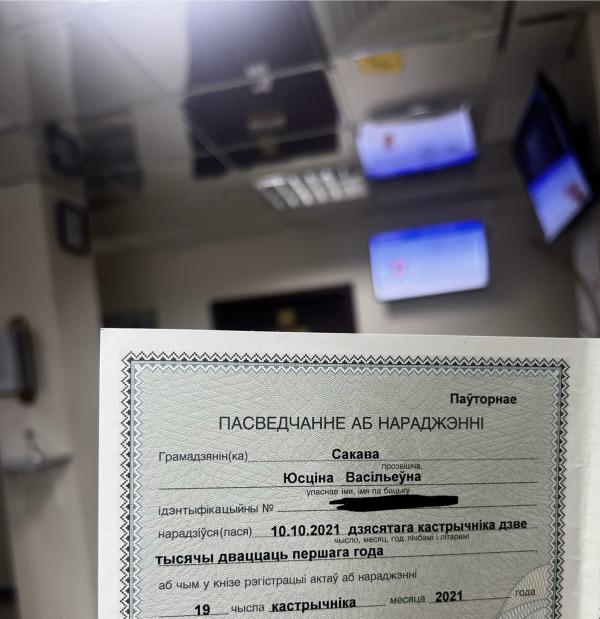 Паўторнае
ПАСВЕДЧАННЕ АБ НАРАДЖЭННІ
Грамадзянін(ка) Сакава
прозвішча,
Юсціна Васільеўна
уласнае імя, імя па бацьку
ідэнтыфікацыйны №
нарадзіўся(лася) 10.10.2021 дзясятага кастрычніка дзве
чысло, месяц, год лічбамі і літарамі
тысячы дваццаць першага года
аб чым у кнізе рэгістрацыі актаў аб нараджэнні
19 чысла кастрычніка месяца 2021 года